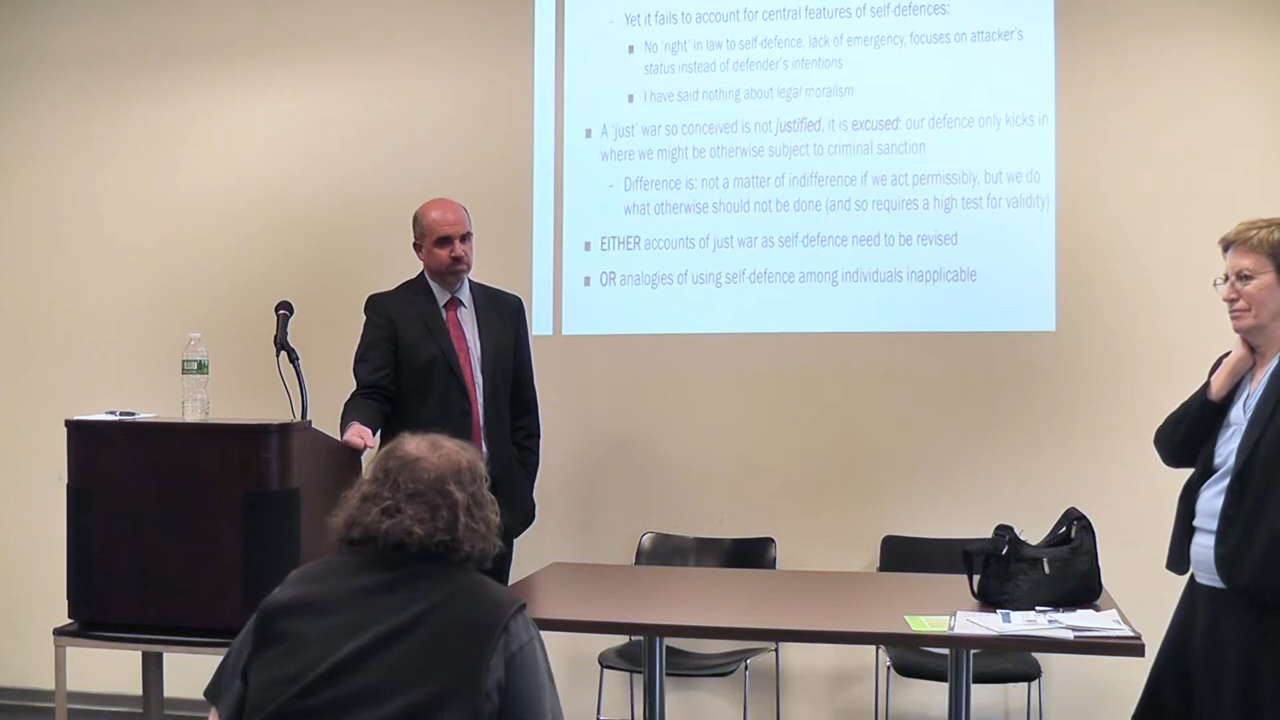 - Yet it fails to account for central features of self-defences:
■ No 'right' in law to self-defence, lack of emergency, focuses on attacker's
status instead of defender's intentions
■ I have said nothing about legal moralism
■ A 'just' war so conceived is not justified, it is excused: our defence only kicks in
where we might be otherwise subject to criminal sanction
- Difference is: not a matter of indifference if we act permissibly, but we do
what otherwise should not be done (and so requires a high test for validity)
■ EITHER accounts of just war as self-defence need to be revised
■ OR analogies of using self-defence among individuals inapplicable